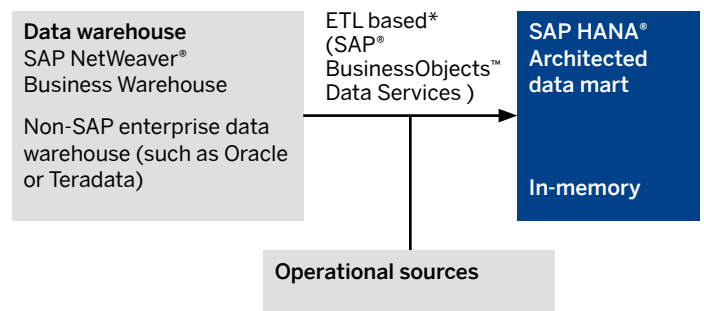 Data warehouse
SAP NetWeaver®
Business Warehouse
Non-SAP enterprise data
warehouse (such as Oracle
or Teradata)
ETL based*
(SAP®
BusinessObjects™
Data Services )
SAP HANA®
Architected
data mart
In-memory
Operational sources